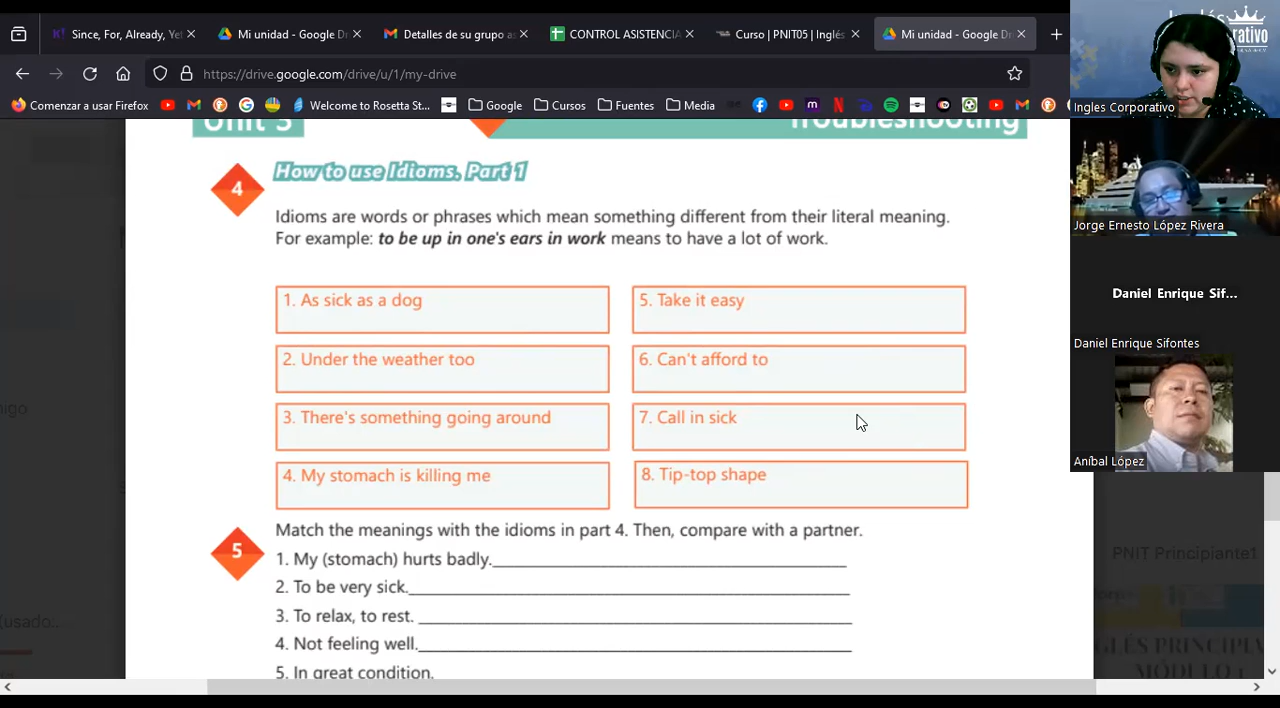 Since, For, Already, Yet
Mi unidad - Google D
Detalles de su grupo as
CONTROL ASISTENCIA
Curso | PNIT05 | Inglés
Mi unidad - Google Dr
https://drive.google.com/drive/u/1/my-drive
Comenzar a usar Firefox
Welcome to Rosetta St...
Google
Cursos
Fuentes
Media
Unit 5
Troubleshooting
4
How to use Idioms. Part 1
Idioms are words or phrases which mean something different from their literal meaning.
For example: to be up in one's ears in work means to have a lot of work.
1. As sick as a dog
5. Take it easy
2. Under the weather too
6. Can't afford to
3. There's something going around
7. Call in sick
4. My stomach is killing me
8. Tip-top shape
5
Match the meanings with the idioms in part 4. Then, compare with a partner.
1. My (stomach) hurts badly.
2. To be very sick.
3. To relax, to rest.
4. Not feeling well.
5. In great condition.
Ingles Corporativo
Jorge Ernesto López Rivera
Daniel Enrique Sif...
Daniel Enrique Sifontes
Aníbal López
PNIT Principiante1
MÓDULO 1
(usado:...